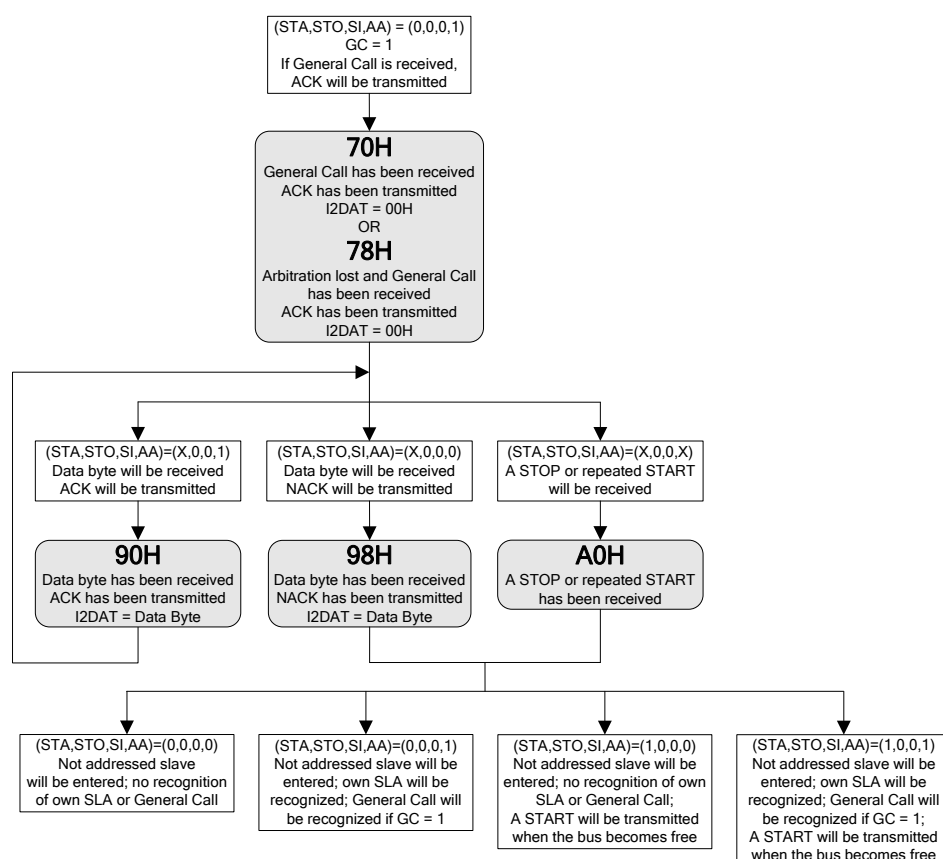 (STA,STO,SI,AA) = (0,0,0,1)
GC = 1
If General Call is received,
ACK will be transmitted
70H
General Call has been received
ACK has been transmitted
I2DAT = 00H
OR
78H
Arbitration lost and General Call
has been received
ACK has been transmitted
I2DAT = 00H
(STA,STO,SI,AA)=(X,0,0,1)
Data byte will be received
ACK will be transmitted
(STA,STO,SI,AA)=(X,0,0,0)
Data byte will be received
NACK will be transmitted
(STA,STO,SI,AA)=(X,0,0,X)
A STOP or repeated START
will be received
90H
Data byte has been received
ACK has been transmitted
I2DAT = Data Byte
98H
Data byte has been received
NACK has been transmitted
I2DAT = Data Byte
A0H
A STOP or repeated START
has been received
(STA,STO,SI,AA)=(0,0,0,0)
Not addressed slave
will be entered; no recognition
of own SLA or General Call
(STA,STO,SI,AA)=(0,0,0,1)
Not addressed slave will be
entered; own SLA will be
recognized; General Call will
be recognized if GC = 1
(STA,STO,SI,AA)=(1,0,0,0)
Not addressed slave will be
entered; no recognition of own
SLA or General Call;
A START will be transmitted
when the bus becomes free
(STA,STO,SI,AA)=(1,0,0,1)
Not addressed slave will be
entered; own SLA will be
recognized; General Call will
be recognized if GC = 1;
A START will be transmitted
when the bus becomes free